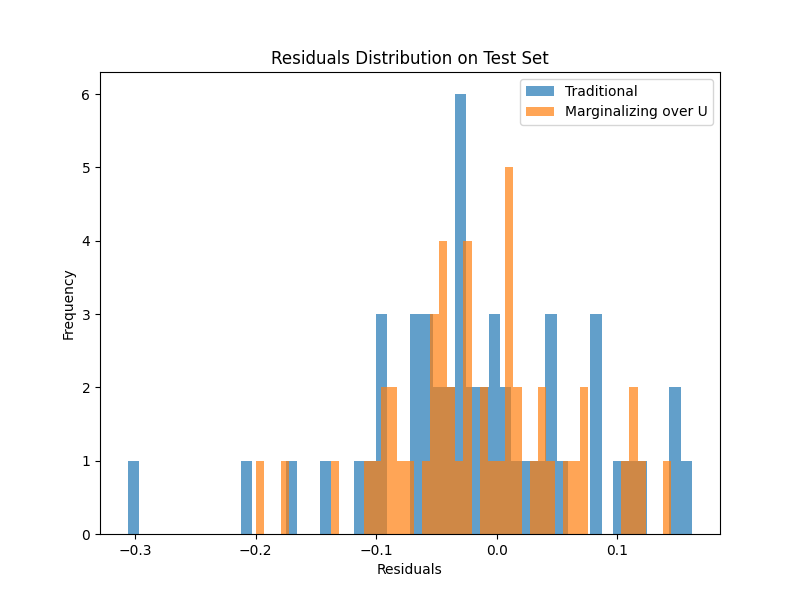 Residuals Distribution on Test Set
Traditional
Marginalizing over U
Frequency
6
5
4
3
2
1
0
−0.3
−0.2
−0.1
0.0
0.1
Residuals